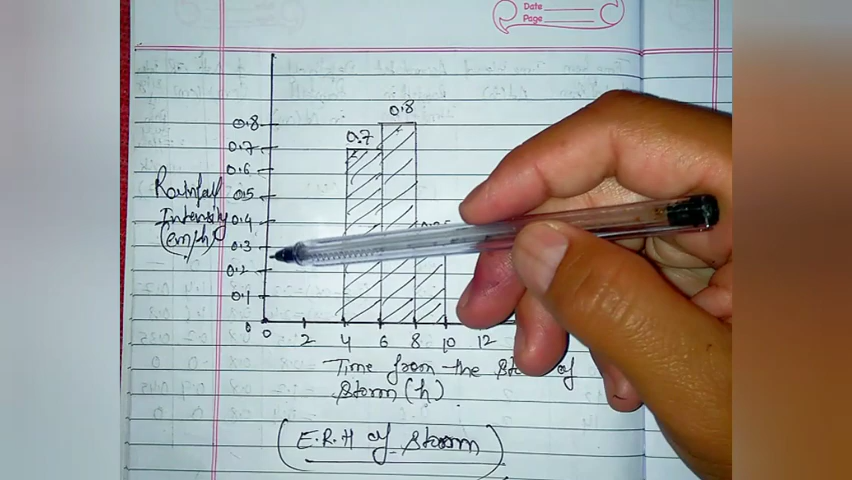 Date
Page
0.8
0.7
0.8
0.7
0.6
0.5
0.4
0.3
0.2
0.1
0
Rainfall
Intensity
(cm/h)
0 2 4 6 8 10 12
Time from the of
storm (h)
E.R.H of storm